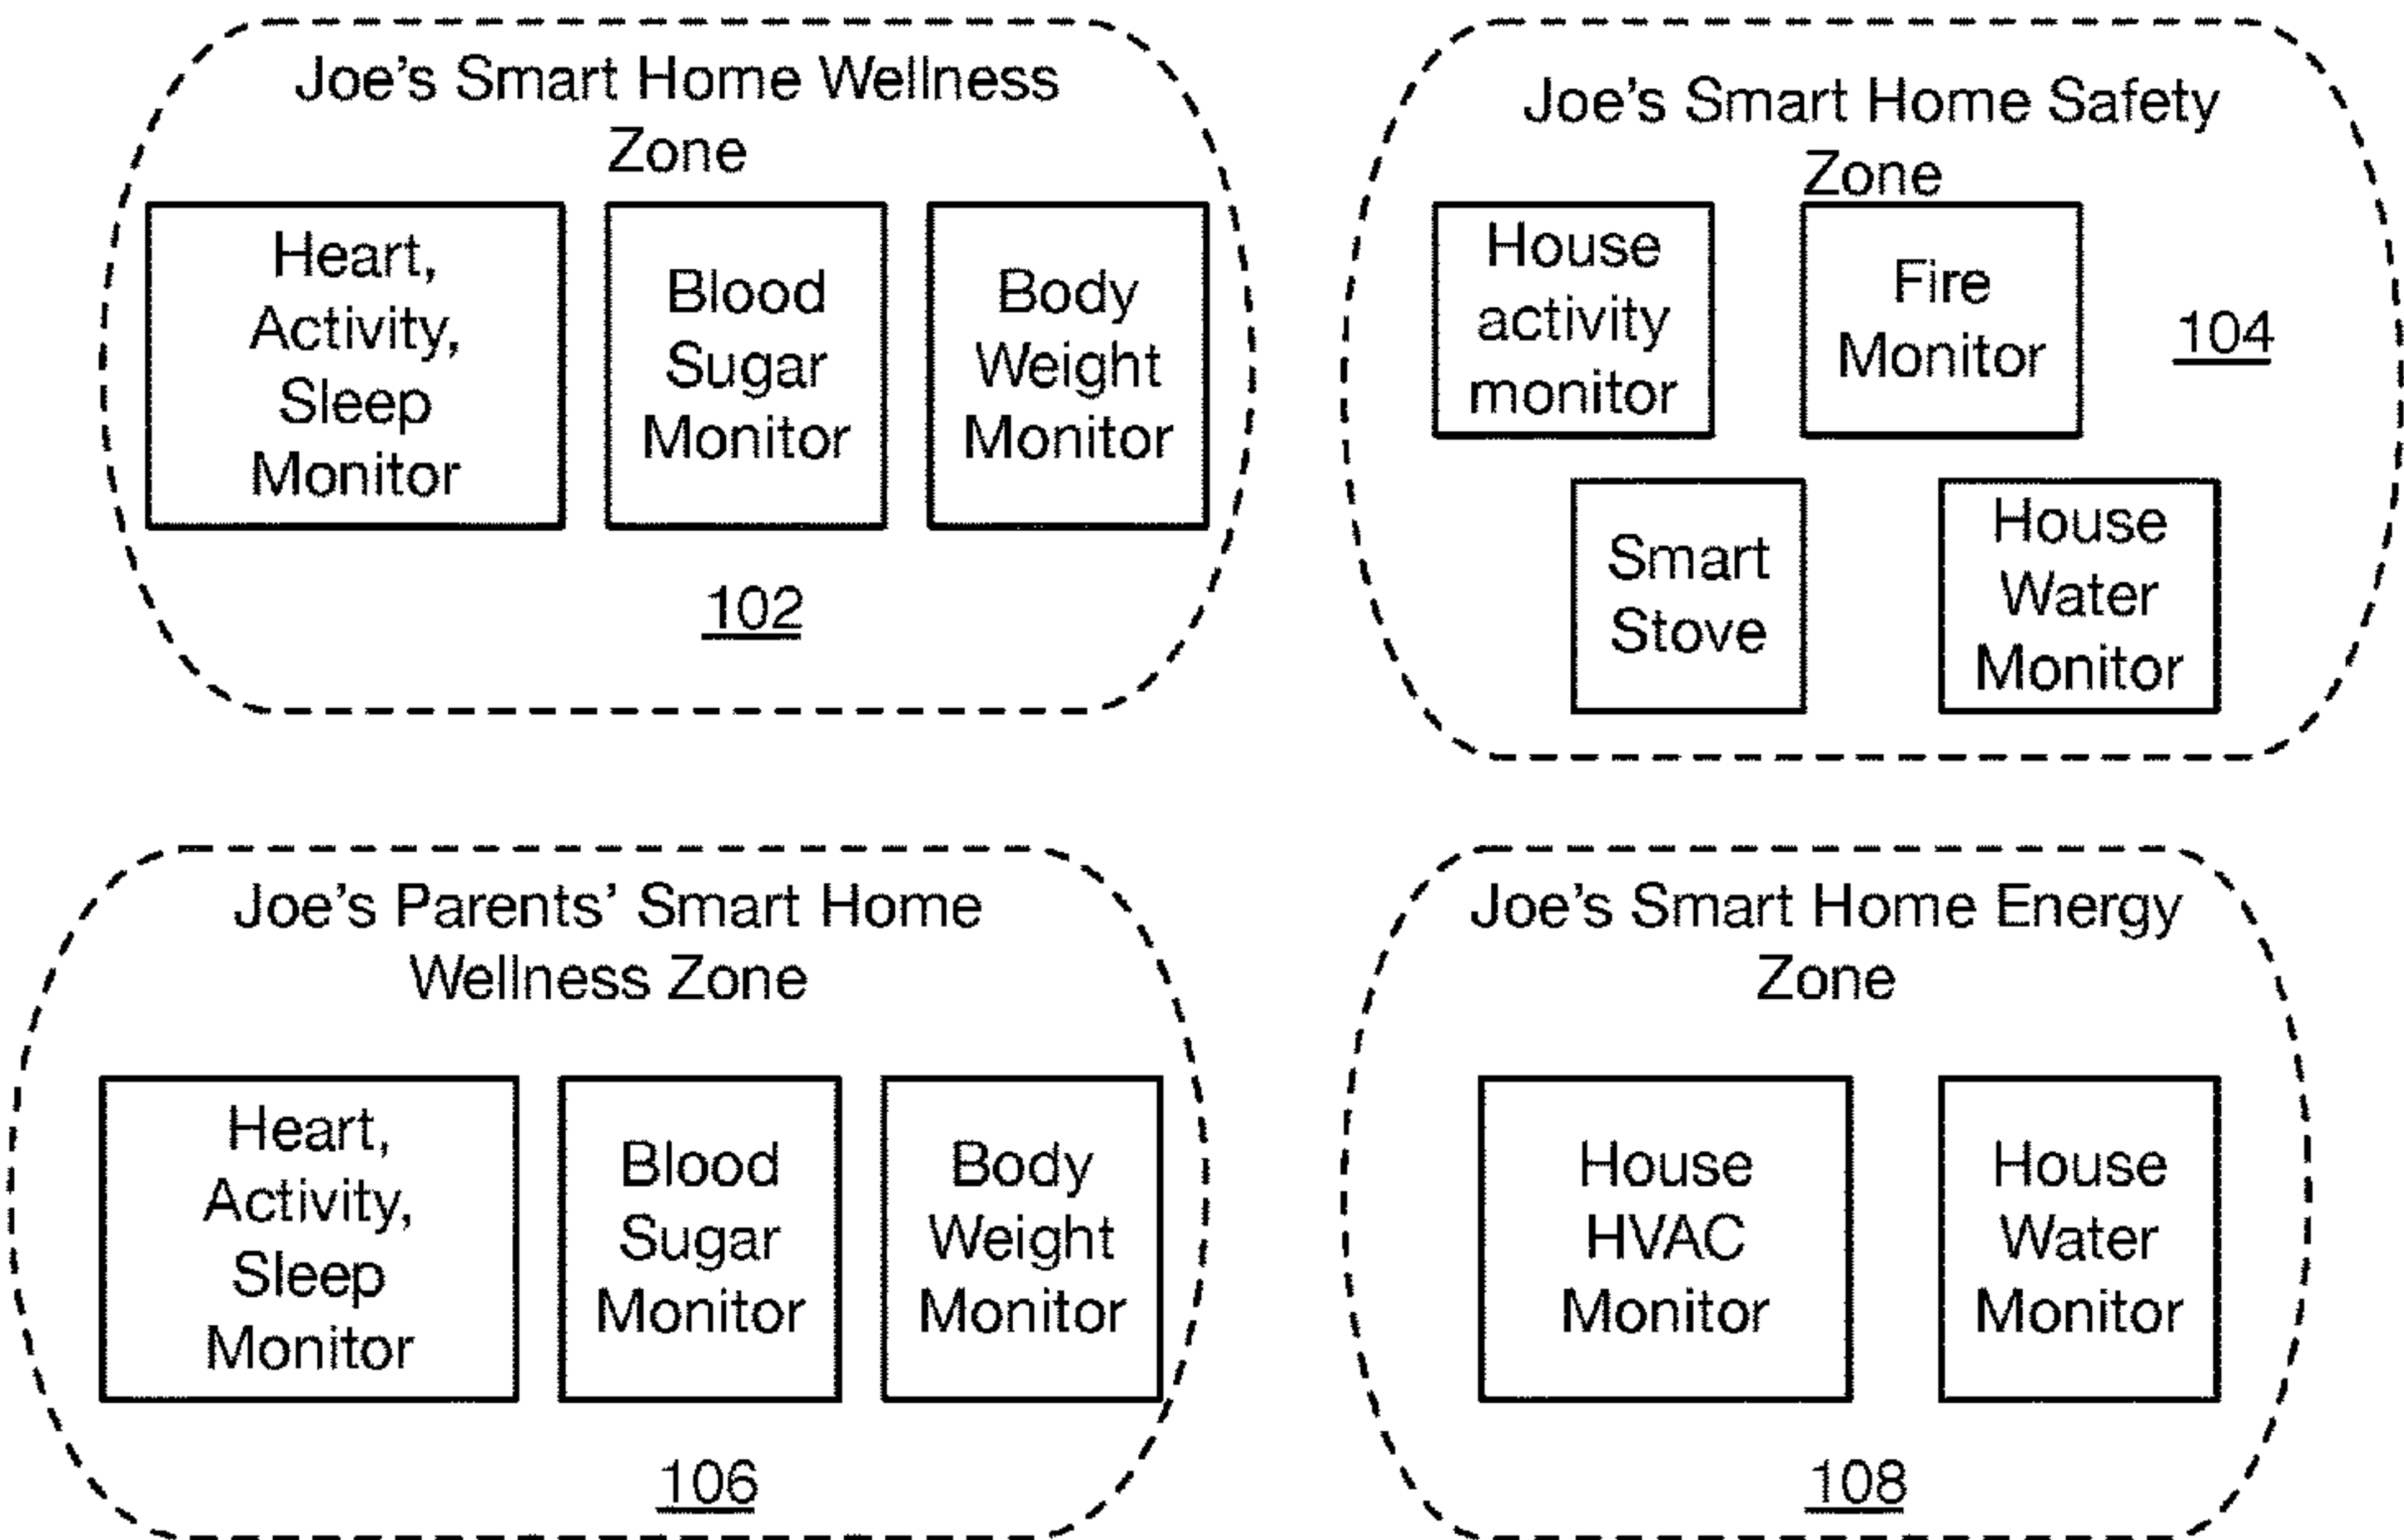 Joe's Smart Home Wellness
Zone
Heart,
Activity,
Sleep
Monitor
Blood
Sugar
Monitor
Body
Weight
Monitor
102
Joe's Smart Home Safety
Zone
House
activity
monitor
Fire
Monitor
104
Smart
Stove
House
Water
Monitor
Joe's Parents' Smart Home
Wellness Zone
Heart,
Activity,
Sleep
Monitor
Blood
Sugar
Monitor
Body
Weight
Monitor
106
Joe's Smart Home Energy
Zone
House
HVAC
Monitor
House
Water
Monitor
108